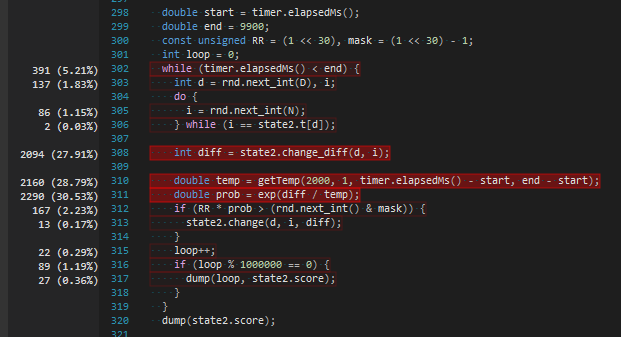 297
298 double start = timer.elapsedMs();
299 double end = 9900;
300 const unsigned RR = (1 << 30), mask = (1 << 30) - 1;
301 int loop = 0;
391 (5.21%) 302 while (timer.elapsedMs() < end) {
137 (1.83%) 303 int d = rnd.next_int(D), i;
304 do {
86 (1.15%) 305 i = rnd.next_int(N);
2 (0.03%) 306 } while (i == state2.t[d]);
307
2094 (27.91%) 308 int diff = state2.change_diff(d, i);
309
2160 (28.79%) 310 double temp = getTemp(2000, 1, timer.elapsedMs() - start, end - start);
2290 (30.53%) 311 double prob = exp(diff / temp);
167 (2.23%) 312 if (RR * prob > (rnd.next_int() & mask)) {
13 (0.17%) 313 state2.change(d, i, diff);
314 }
22 (0.29%) 315 loop++;
89 (1.19%) 316 if (loop % 1000000 == 0) {
27 (0.36%) 317 dump(loop, state2.score);
318 }
319 }
320 dump(state2.score);
321